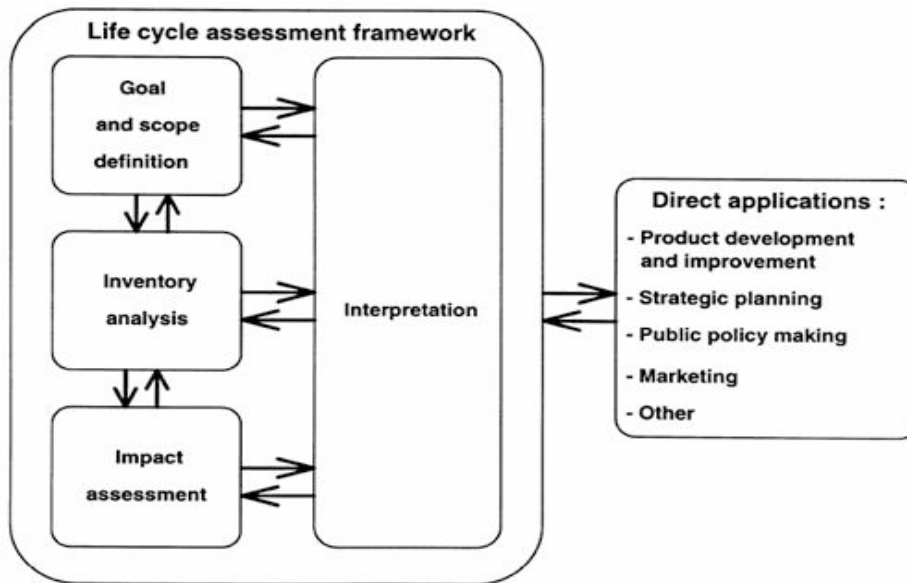 Life cycle assessment framework
Goal
and scope
definition
Inventory
analysis
Impact
assessment
Interpretation
Direct applications :
- Product development
and improvement
- Strategic planning
- Public policy making
- Marketing
- Other